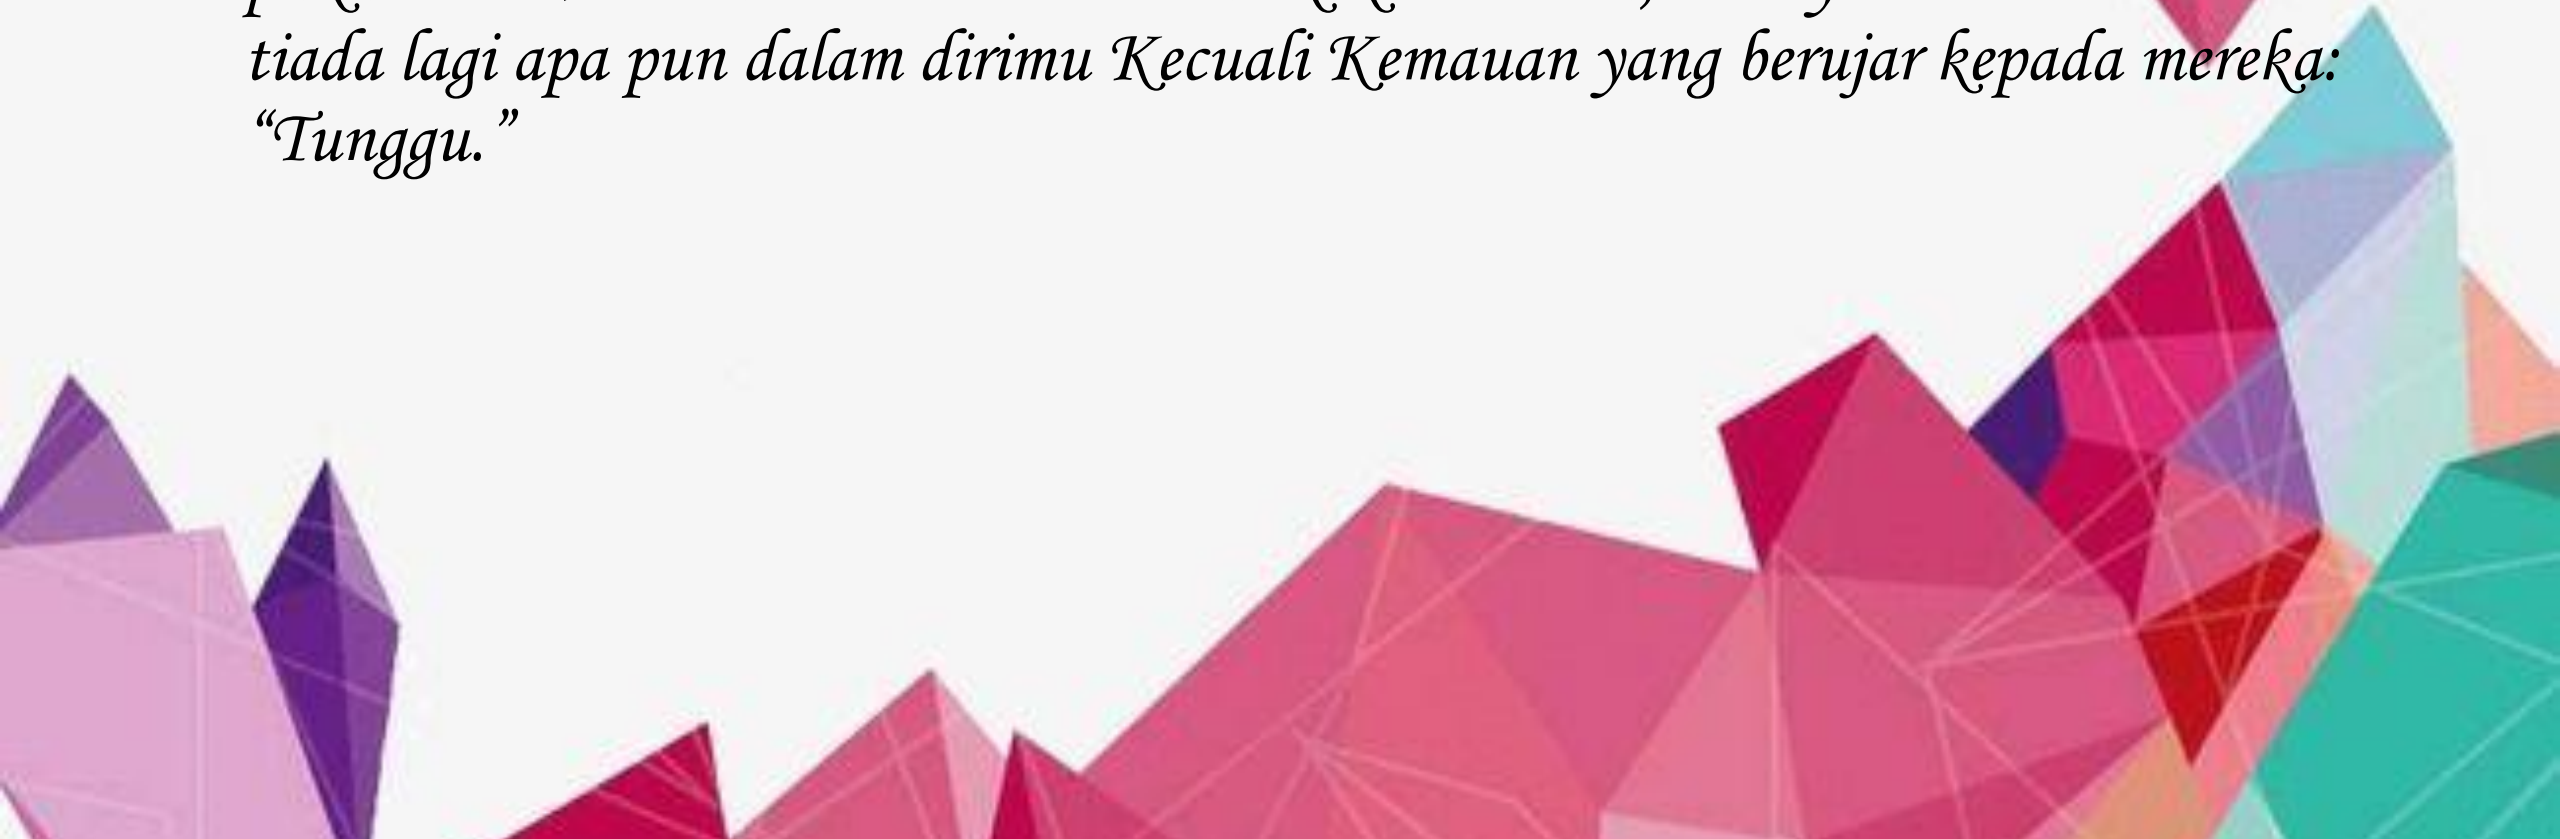 tiada lagi apa pun dalam dirimu Kecuali Kemauan yang berujar kepada mereka:
“Tunggu.”